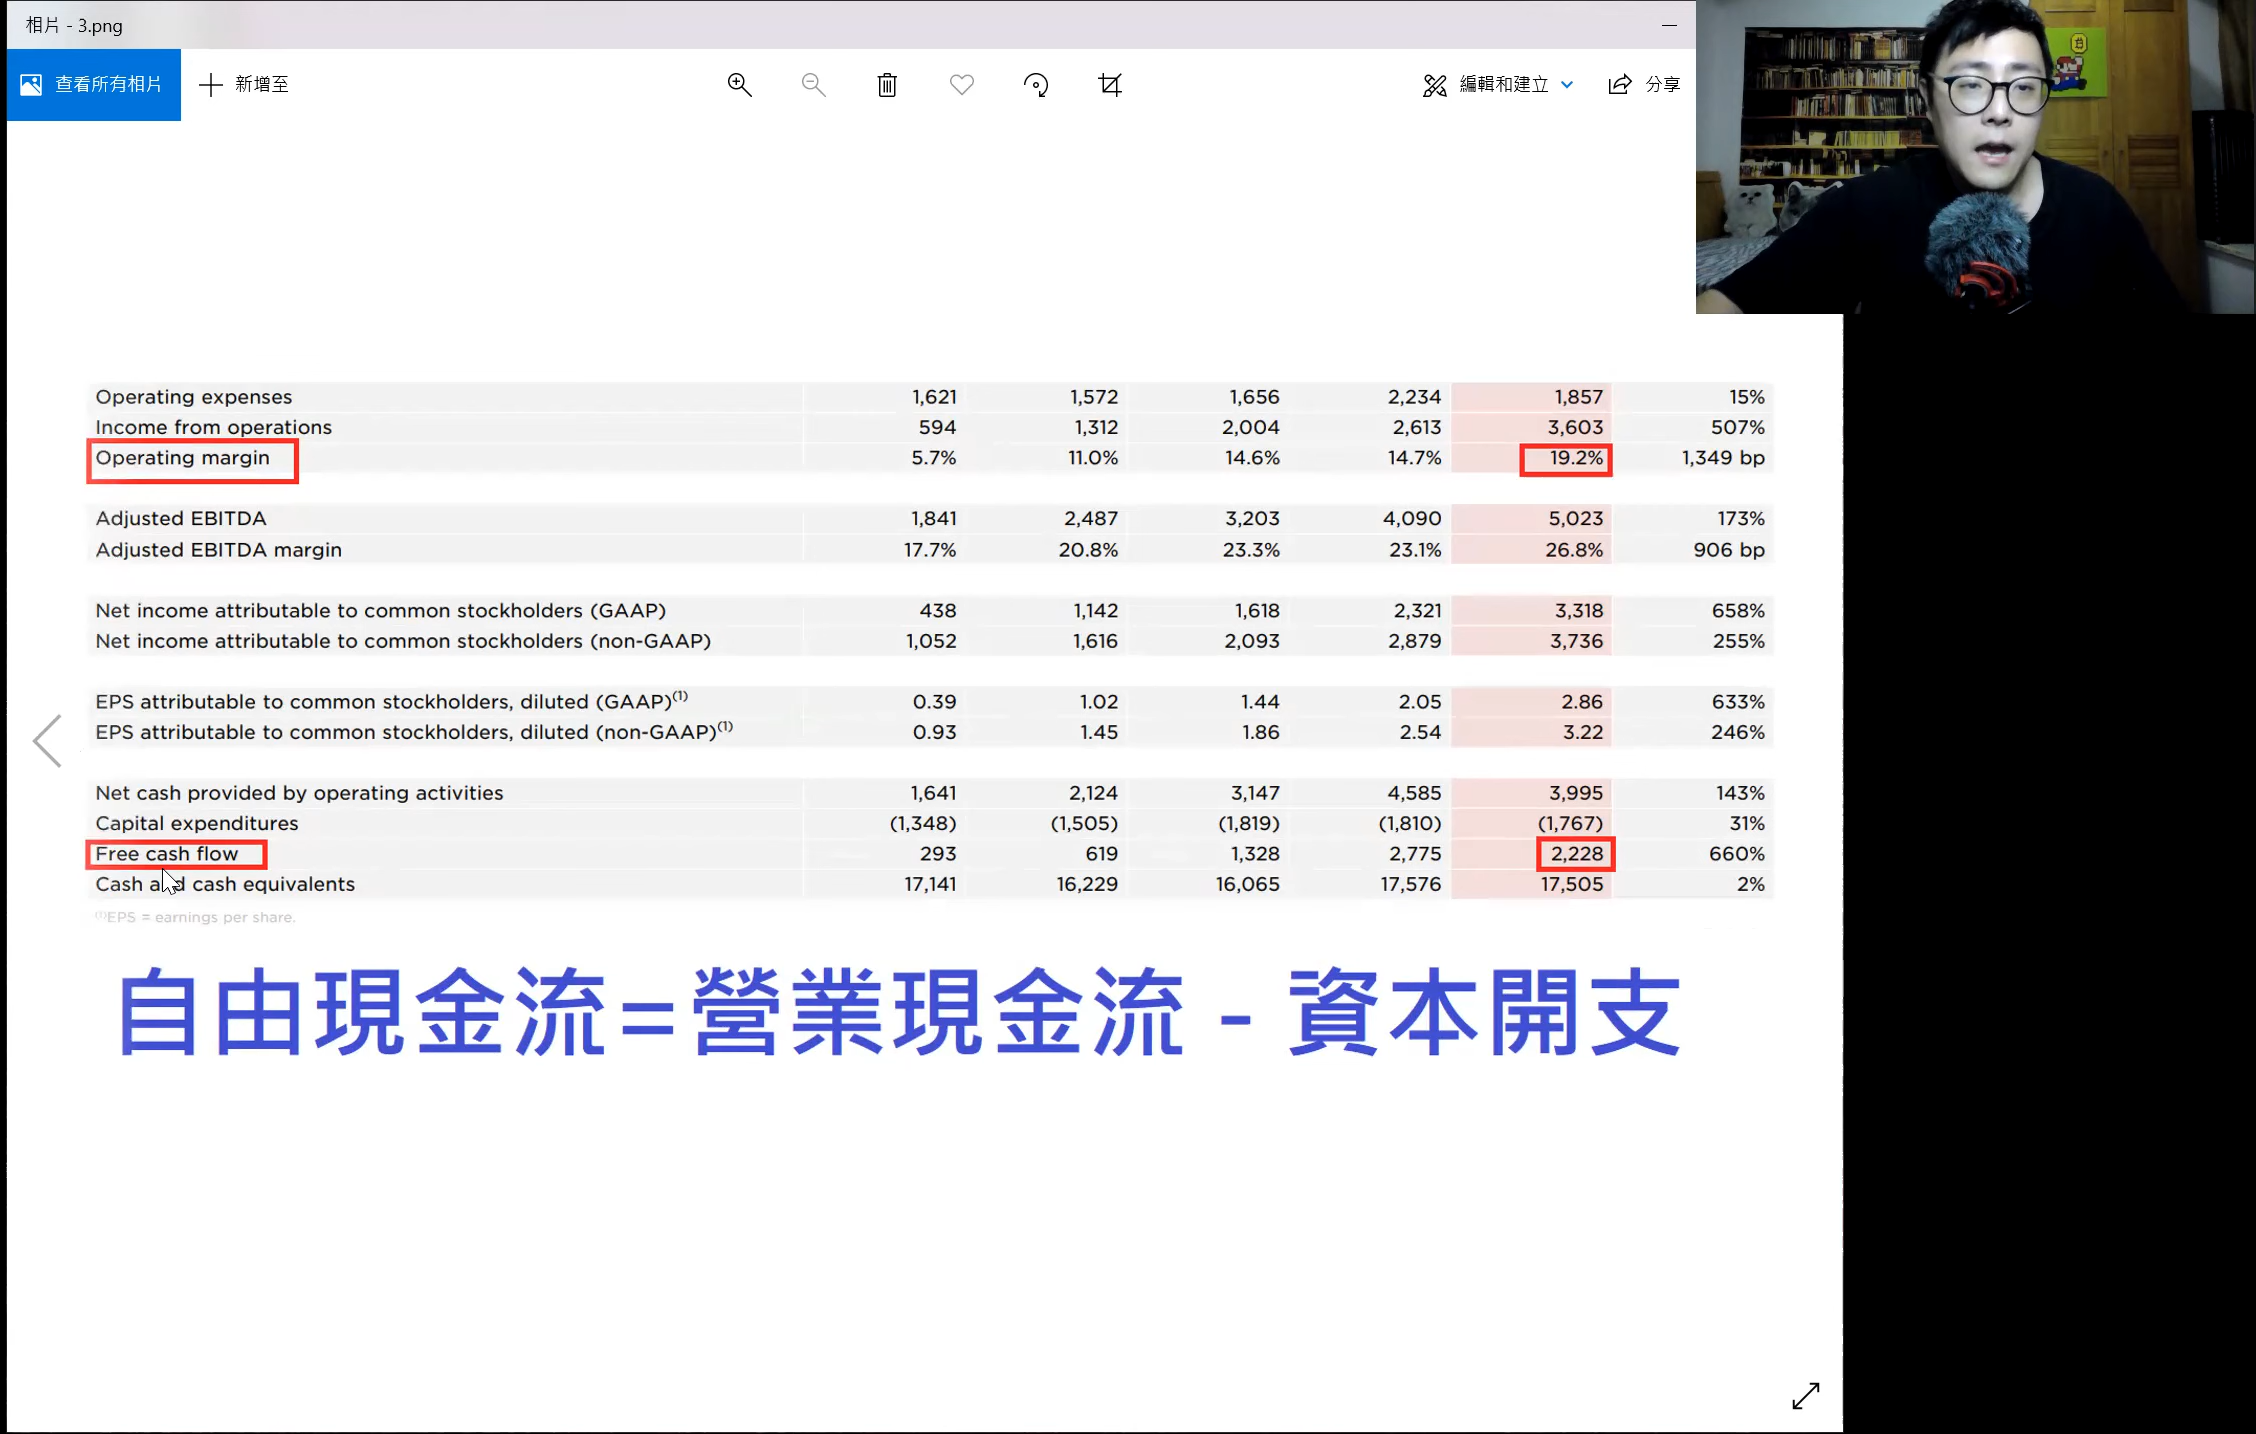 相片 - 3.png
查看所有相片 新增至 編輯和建立 分享
Operating expenses 1,621 1,572 1,656 2,234 1,857 15%
Income from operations 594 1,312 2,004 2,613 3,603 507%
Operating margin 5.7% 11.0% 14.6% 14.7% 19.2% 1,349 bp
Adjusted EBITDA 1,841 2,487 3,203 4,090 5,023 173%
Adjusted EBITDA margin 17.7% 20.8% 23.3% 23.1% 26.8% 906 bp
Net income attributable to common stockholders (GAAP) 438 1,142 1,618 2,321 3,318 658%
Net income attributable to common stockholders (non-GAAP) 1,052 1,616 2,093 2,879 3,736 255%
EPS attributable to common stockholders, diluted (GAAP)(1) 0.39 1.02 1.44 2.05 2.86 633%
EPS attributable to common stockholders, diluted (non-GAAP)(1) 0.93 1.45 1.86 2.54 3.22 246%
Net cash provided by operating activities 1,641 2,124 3,147 4,585 3,995 143%
Capital expenditures (1,348) (1,505) (1,819) (1,810) (1,767) 31%
Free cash flow 293 619 1,328 2,775 2,228 660%
Cash and cash equivalents 17,141 16,229 16,065 17,576 17,505 2%
(1)EPS = earnings per share.
自由現金流=營業現金流 - 資本開支